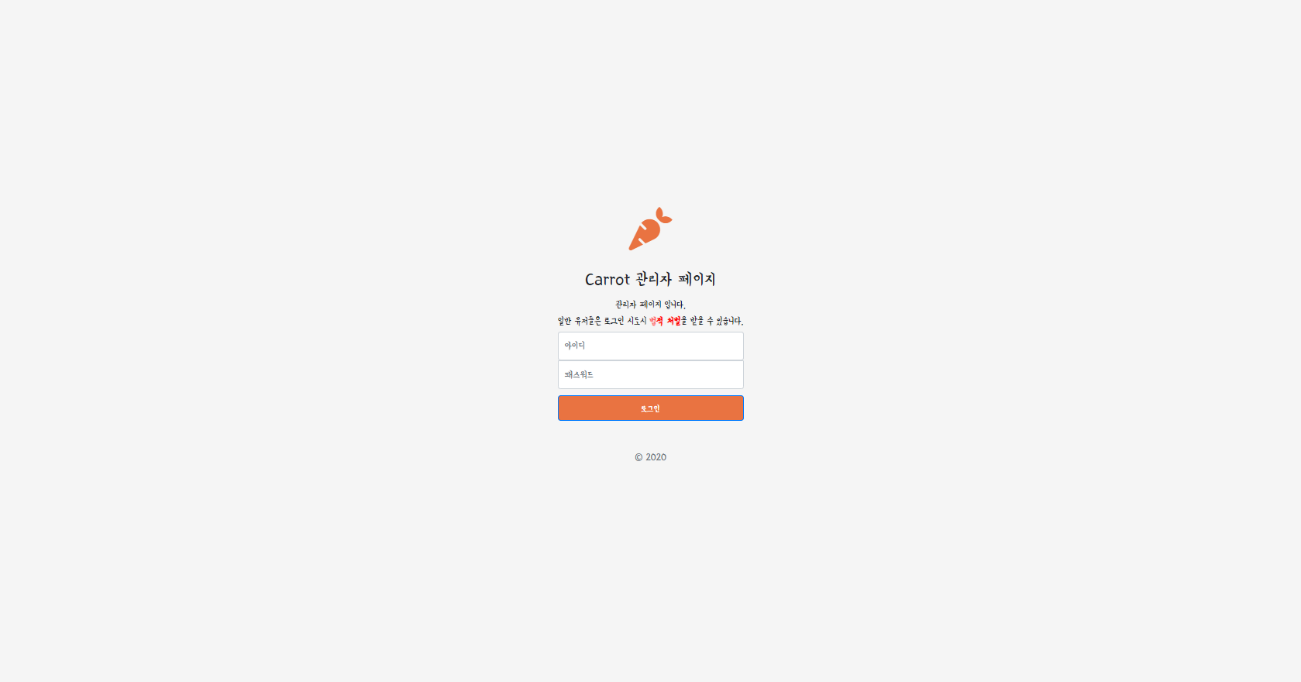 Carrot 관리자 페이지
관리자 페이지 입니다.
일반 유저들은 로그인 시도시 법적 처벌을 받을 수 있습니다.
아이디
패스워드
로그인
© 2020